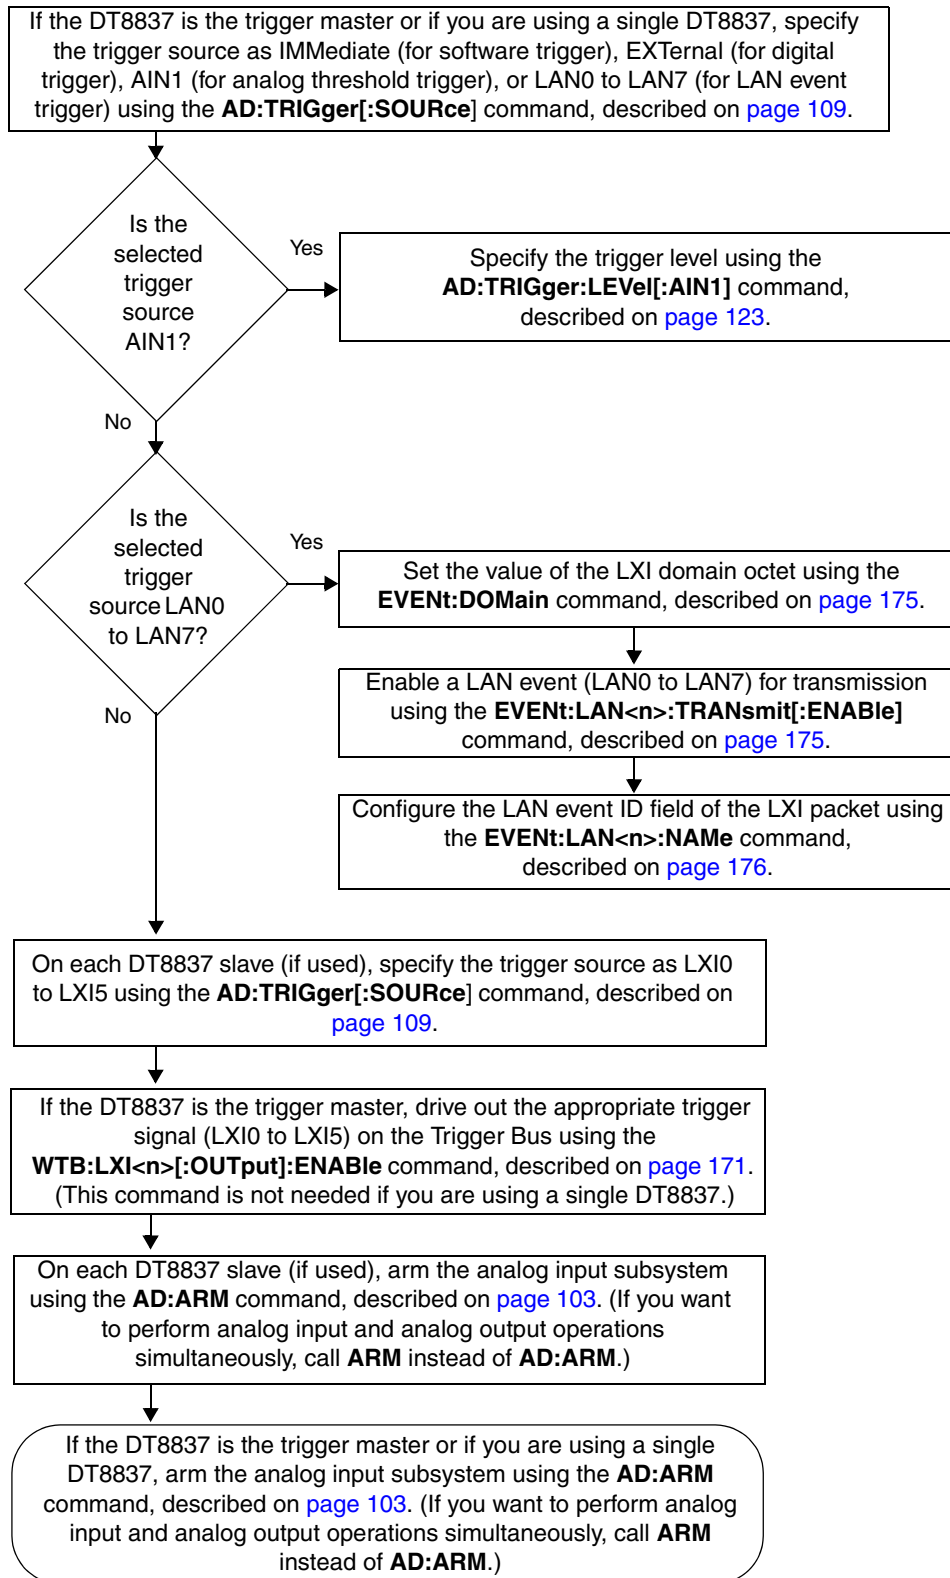 If the DT8837 is the trigger master or if you are using a single DT8837, specify
the trigger source as IMMediate (for software trigger), EXTernal (for digital
trigger), AIN1 (for analog threshold trigger), or LAN0 to LAN7 (for LAN event
trigger) using the AD:TRIGger[:SOURce] command, described on page 109.
Is the
selected
trigger
source
AIN1?
Yes
Specify the trigger level using the
AD:TRIGger:LEVel[:AIN1] command,
described on page 123.
No
Is the
selected
trigger
source LAN0
to LAN7?
Yes
Set the value of the LXI domain octet using the
EVENt:DOMain command, described on page 175.
Enable a LAN event (LAN0 to LAN7) for transmission
using the EVENt:LAN<n>:TRANsmit[:ENABle]
command, described on page 175.
Configure the LAN event ID field of the LXI packet using
the EVENt:LAN<n>:NAMe command,
described on page 176.
No
On each DT8837 slave (if used), specify the trigger source as LXI0
to LXI5 using the AD:TRIGger[:SOURce] command, described on
page 109.
If the DT8837 is the trigger master, drive out the appropriate trigger
signal (LXI0 to LXI5) on the Trigger Bus using the
WTB:LXI<n>[:OUTput]:ENABle command, described on page 171.
(This command is not needed if you are using a single DT8837.)
On each DT8837 slave (if used), arm the analog input subsystem
using the AD:ARM command, described on page 103. (If you want
to perform analog input and analog output operations
simultaneously, call ARM instead of AD:ARM.)
If the DT8837 is the trigger master or if you are using a single
DT8837, arm the analog input subsystem using the AD:ARM
command, described on page 103. (If you want to perform analog
input and analog output operations simultaneously, call ARM
instead of AD:ARM.)